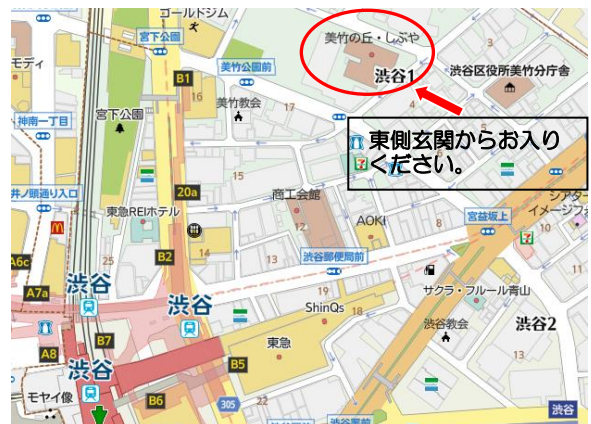 ゴールドジム
宮下公園
美竹の丘・しぶや
3
モディ
美竹公園前
渋谷1
渋谷区役所美竹分庁舎
B1
16
美竹教会
17
4
宮下公園
神南一丁目
東側玄関からお入り
ください。
15
井ノ頭通り入口
20a
商工会館
シアター
イメージフォ
東急REIホテル
AOKI
8
宮益坂上
10
12
14
25
B2
渋谷郵便局前
11
A6c
A7a
渋谷
渋谷
19
サクラ・フルール青山
ShinQs
18
渋谷教会
渋谷2
A8
B7
東急
13
渋谷
B5
モヤイ像
B6
305
22
渋谷